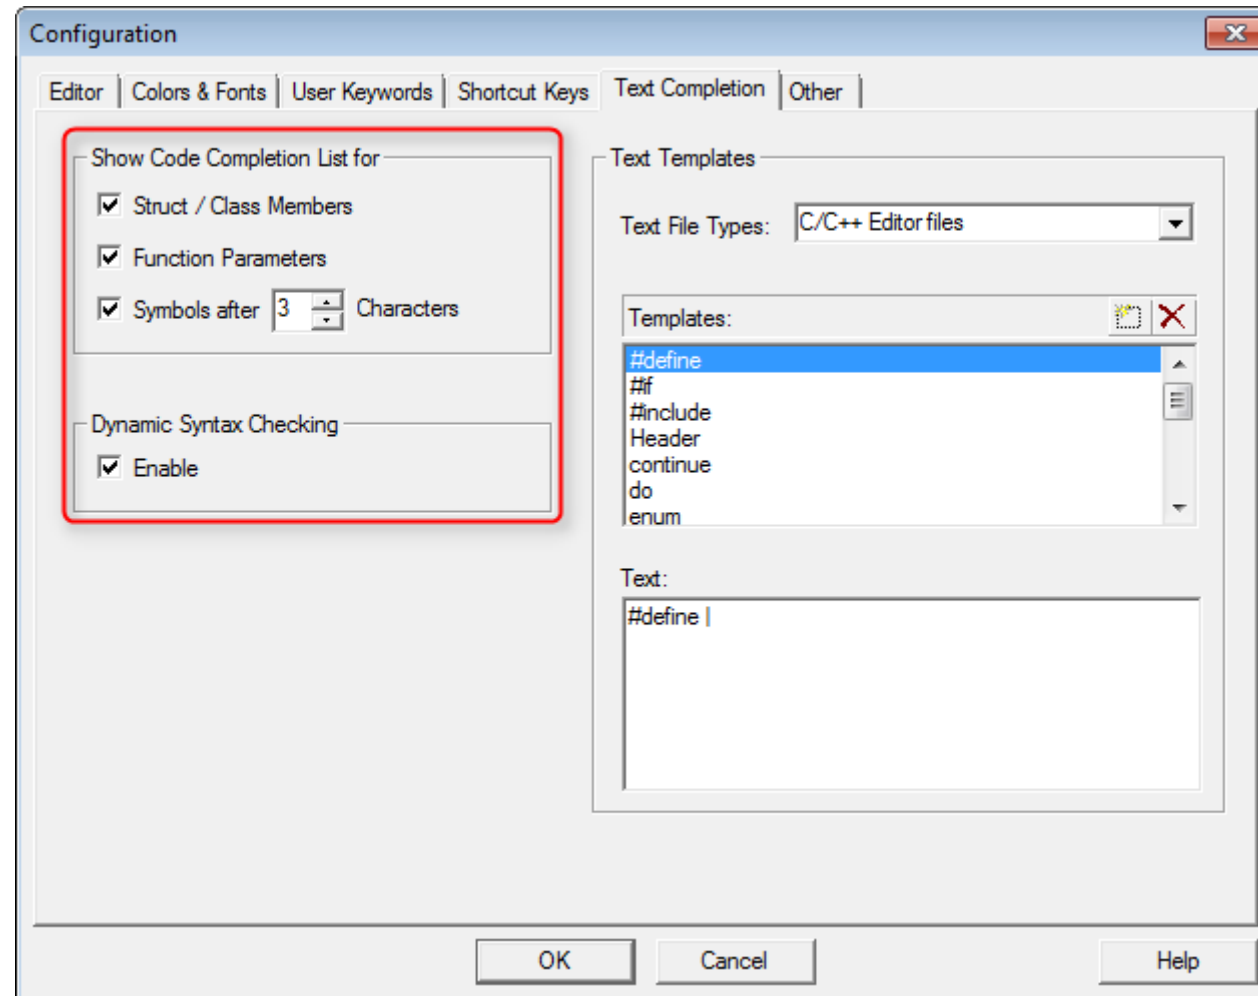 Configuration
Editor
Colors & Fonts
User Keywords
Shortcut Keys
Text Completion
Other
Show Code Completion List for
Struct / Class Members
Function Parameters
Symbols after 3 Characters
Dynamic Syntax Checking
Enable
Text Templates
Text File Types: C/C++ Editor files
Templates:
#define
#if
#include
Header
continue
do
enum
Text:
#define |
OK
Cancel
Help